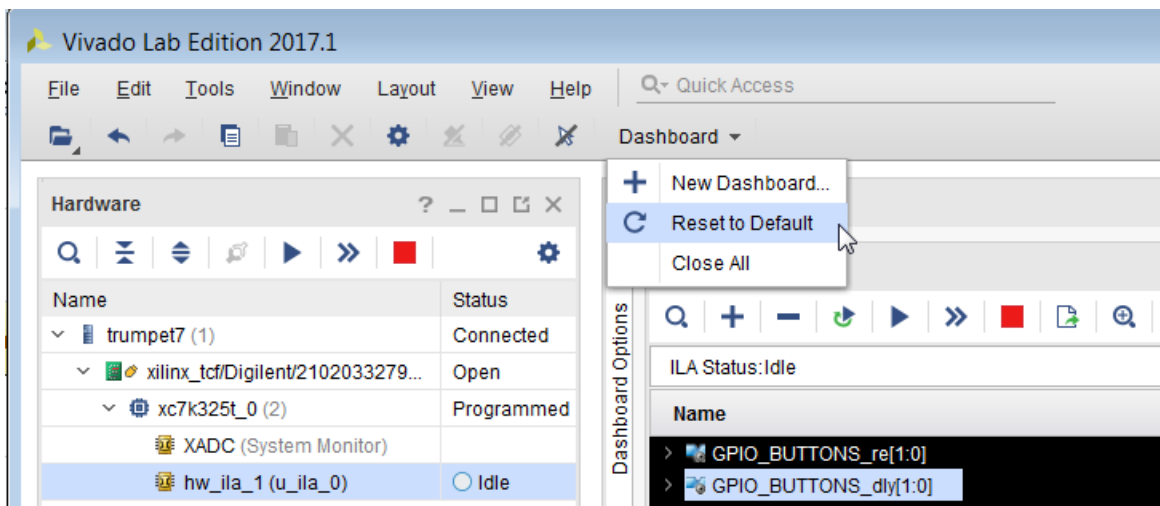 Vivado Lab Edition 2017.1
File Edit Tools Window Layout View Help Quick Access
Dashboard
New Dashboard...
Reset to Default
Close All
Hardware ? _
Name Status
trumpet7 (1) Connected
xilinx_tcf/Digilent/2102033279... Open
xc7k325t_0 (2) Programmed
XADC (System Monitor)
hw_ila_1 (u_ila_0) Idle
Dashboard Options
ILA Status:Idle
Name
GPIO_BUTTONS_re[1:0]
GPIO_BUTTONS_dly[1:0]